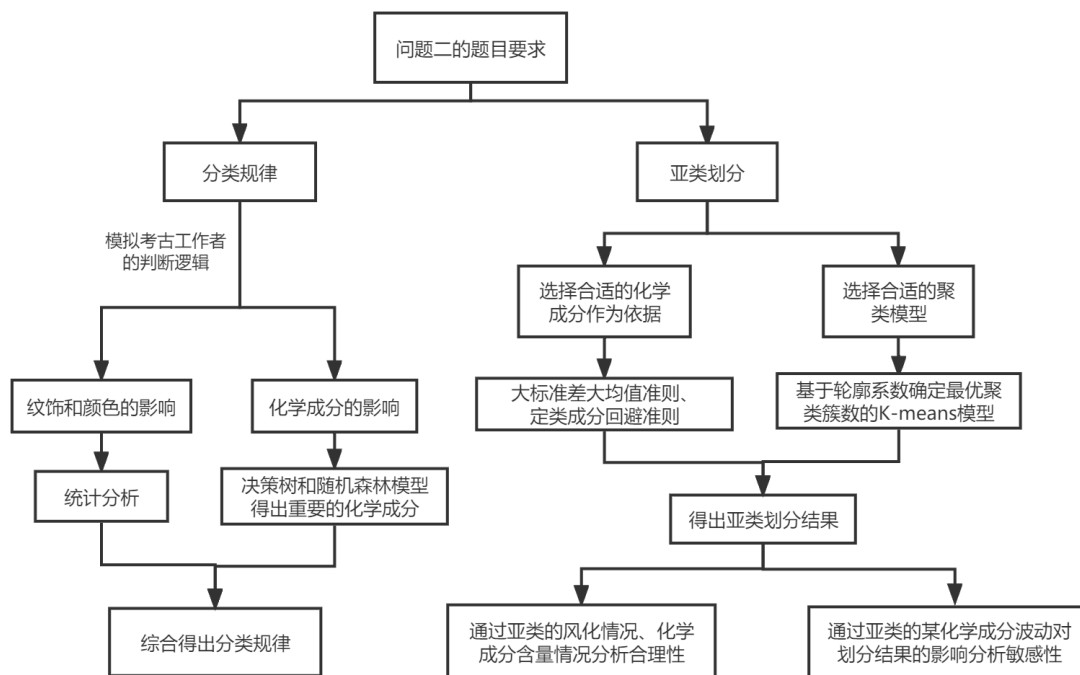 问题二的题目要求
分类规律
亚类划分
模拟考古工作者
的判断逻辑
选择合适的化学
成分作为依据
选择合适的聚
类模型
纹饰和颜色的影响
化学成分的影响
大标准差大均值准则、
定类成分回避准则
基于轮廓系数确定最优聚
类簇数的K-means模型
统计分析
决策树和随机森林模型
得出重要的化学成分
得出亚类划分结果
综合得出分类规律
通过亚类的风化情况、化学
成分含量情况分析合理性
通过亚类的某化学成分波动对
划分结果的影响分析敏感性